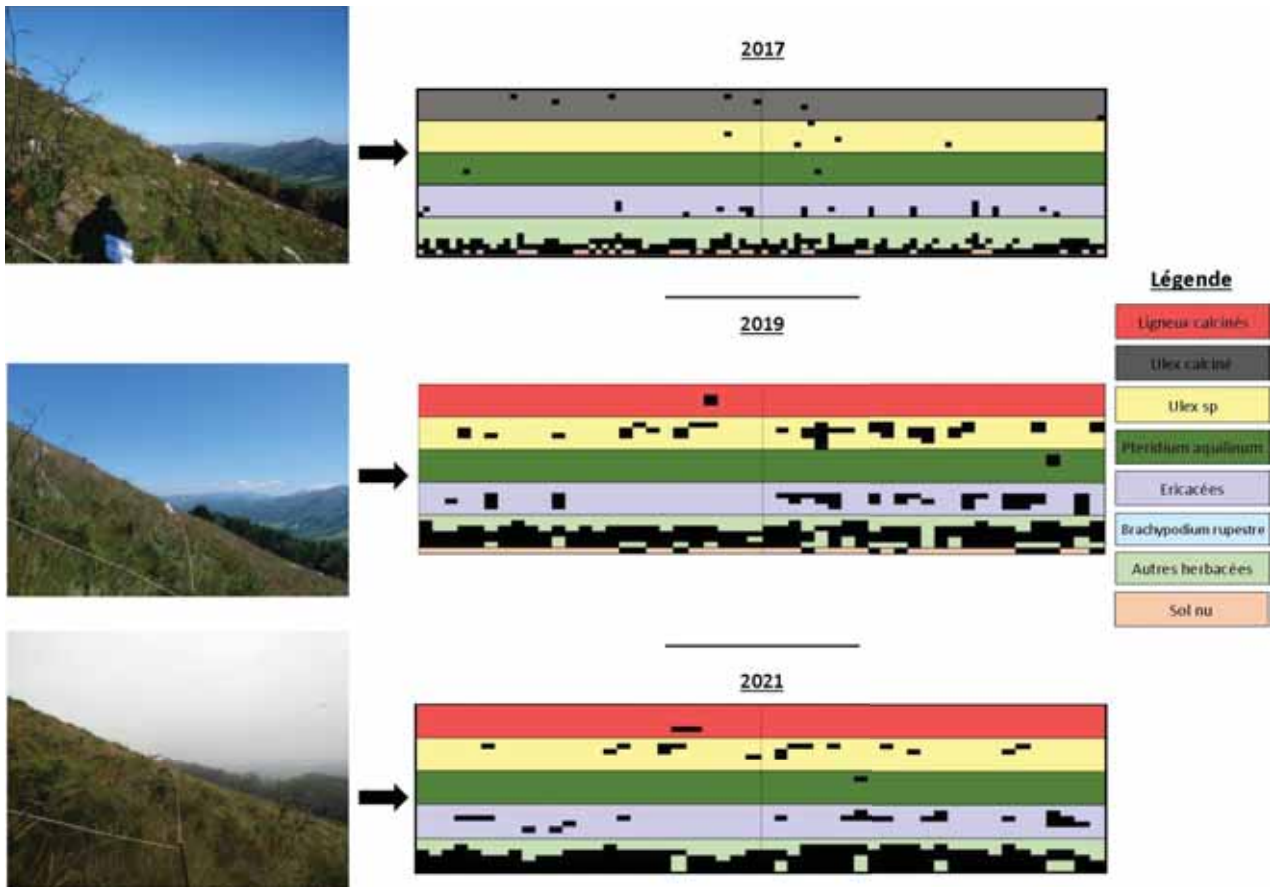 2017
2019
2021
Légende
Ligneux calcinés
Ulex calciné
Ulex sp
Pteridium aquilinum
Ericacées
Brachypodium rupestre
Autres herbacées
Sol nu